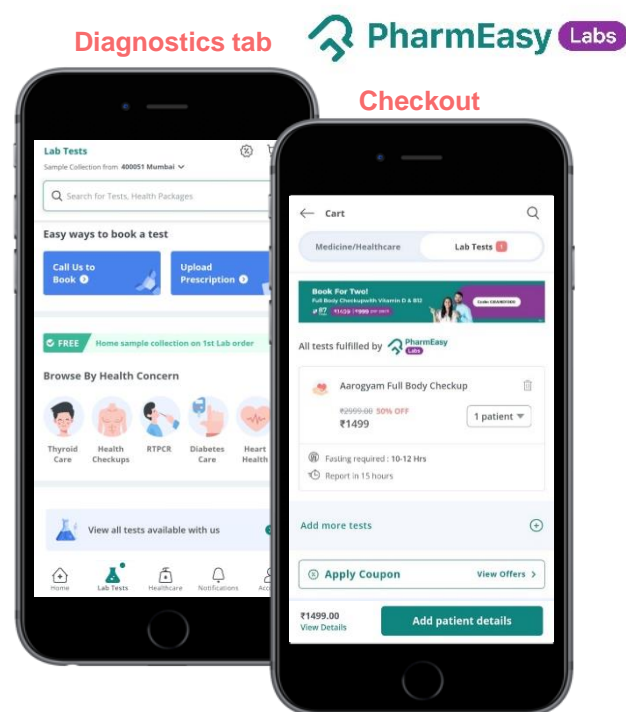 Diagnostics tab
PharmEasy Labs
Checkout
Lab Tests
Sample Collection from 400051 Mumbai
Search for Tests, Health Packages
Easy ways to book a test
Call Us to
Book
Upload
Prescription
FREE Home sample collection on 1st Lab order
Browse By Health Concern
Thyroid
Care
Health
Checkups
RTPCR
Diabetes
Care
Heart
Health
View all tests available with us
Home
Lab Tests
Healthcare
Notifications
Cart
Medicine/Healthcare
Lab Tests 1
Book For Two!
Full Body Checkupwith Vitamin D & B12
87
All tests fulfilled by PharmEasy
Labs
Aarogyam Full Body Checkup
₹2999.00 50% OFF
₹1499
1 patient
Fasting required : 10-12 Hrs
Report in 15 hours
Add more tests
Apply Coupon
View Offers
₹1499.00
View Details
Add patient details